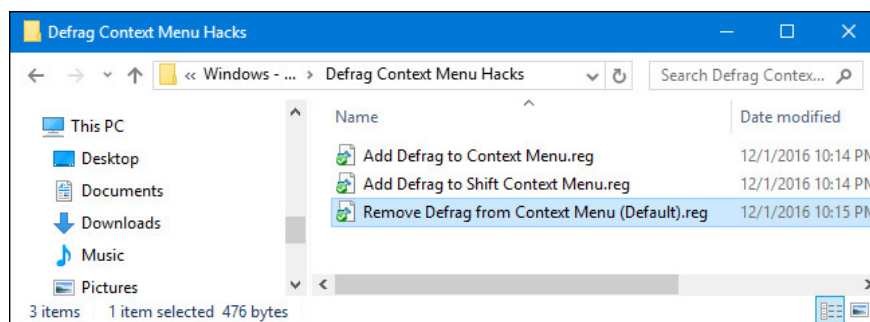 Defrag Context Menu Hacks
« Windows - ... > Defrag Context Menu Hacks
Search Defrag Contex...
This PC
Desktop
Documents
Downloads
Music
Pictures
Name Date modified
Add Defrag to Context Menu.reg 12/1/2016 10:14 PM
Add Defrag to Shift Context Menu.reg 12/1/2016 10:14 PM
Remove Defrag from Context Menu (Default).reg 12/1/2016 10:15 PM
3 items 1 item selected 476 bytes